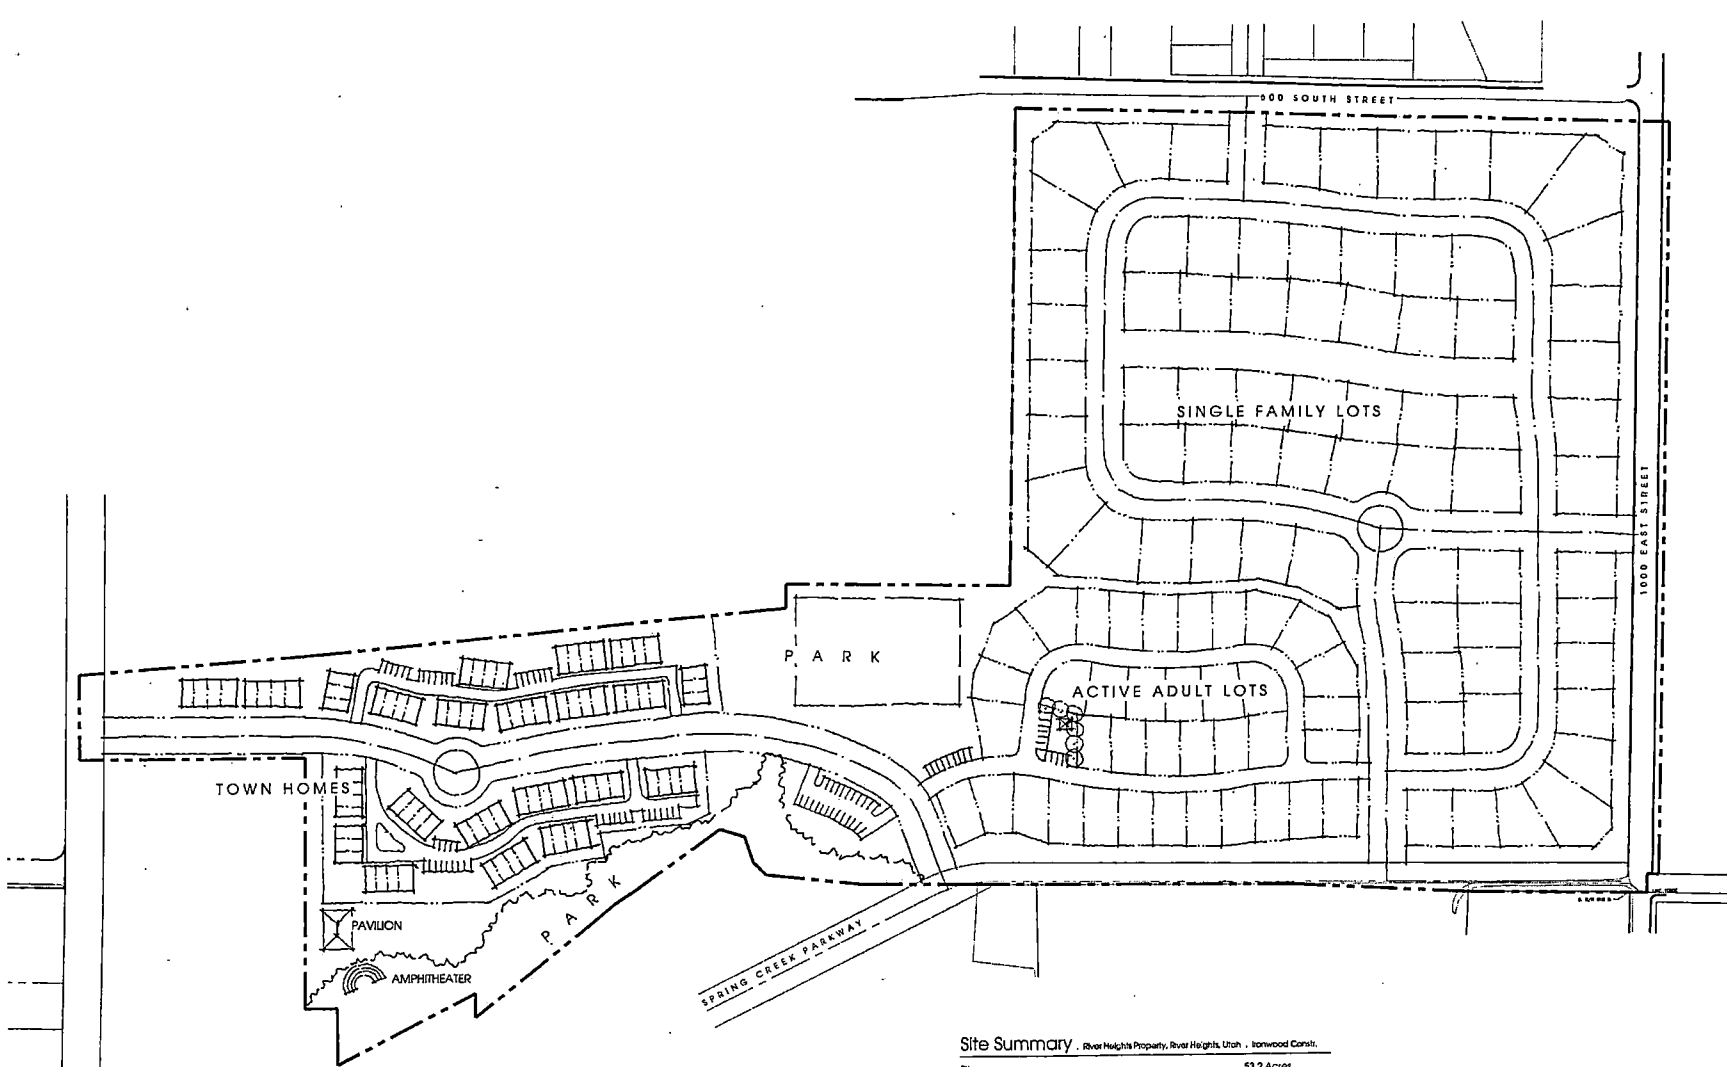 600 SOUTH STREET
SINGLE FAMILY LOTS
1000 EAST STREET
PARK
ACTIVE ADULT LOTS
TOWN HOMES
PARK
PAVILION
AMPHITHEATER
SPRING CREEK PARKWAY
Site Summary . River Heights Property, River Heights, Utah . Ironwood Constr.
53.2 Acres